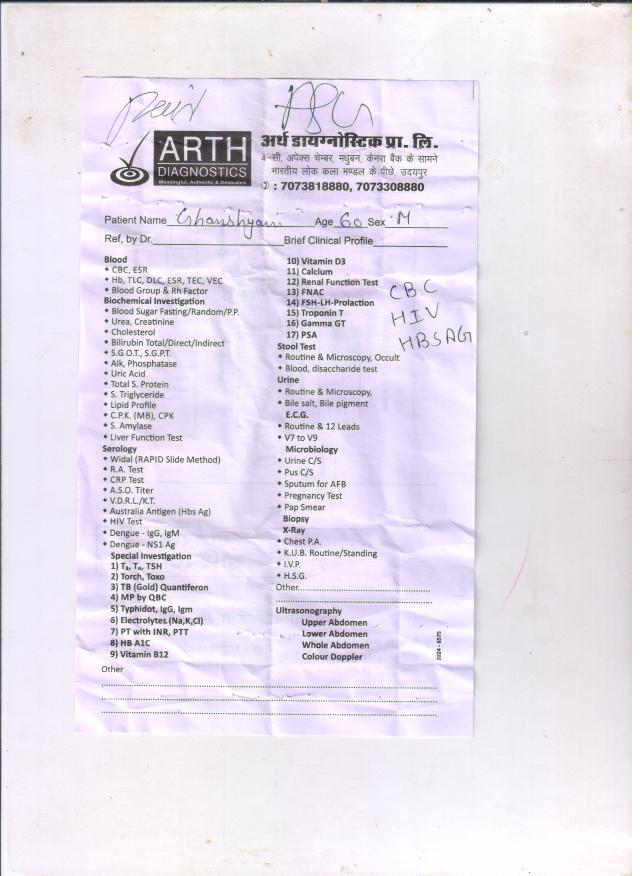 Paid
ARTH
DIAGNOSTICS
Meaningful, Authentic & Dedicated
अर्थ डायग्नोस्टिक प्रा. लि.
4-सी, अपेक्स चेम्बर, मधुबन, केनरा बैंक के सामने
भारतीय लोक कला मण्डल के पीछे, उदयपुर
: 7073818880, 7073308880
Patient Name Ghanshyam Age 60 Sex M
Ref, by Dr. Brief Clinical Profile
Blood
CBC, ESR
Hb, TLC, DLC, ESR, TEC, VEC
Blood Group & Rh Factor
Biochemical Investigation
Blood Sugar Fasting/Random/P.P.
Urea, Creatinine
Cholesterol
Bilirubin Total/Direct/Indirect
S.G.O.T., S.G.P.T.
Alk, Phosphatase
Uric Acid
Total S. Protein
S. Triglyceride
Lipid Profile
C.P.K. (MB), CPK
S. Amylase
Liver Function Test
Serology
Widal (RAPID Slide Method)
R.A. Test
CRP Test
A.S.O. Titer
V.D.R.L./K.T.
Australia Antigen (Hbs Ag)
HIV Test
Dengue - IgG, IgM
Dengue - NS1 Ag
Special Investigation
1) T₃, T₄, TSH
2) Torch, Toxo
3) TB (Gold) Quantiferon
4) MP by QBC
5) Typhidot, IgG, Igm
6) Electrolytes (Na,K,Cl)
7) PT with INR, PTT
8) HB A1C
9) Vitamin B12
Other
10) Vitamin D3
11) Calcium
12) Renal Function Test
13) FNAC
14) FSH-LH-Prolaction
15) Troponin T
16) Gamma GT
17) PSA
CBC
HIV
HBSAG
Stool Test
Routine & Microscopy, Occult
Blood, disaccharide test
Urine
Routine & Microscopy,
Bile salt, Bile pigment
E.C.G.
Routine & 12 Leads
V7 to V9
Microbiology
Urine C/S
Pus C/S
Sputum for AFB
Pregnancy Test
Pap Smear
Biopsy
X-Ray
Chest P.A.
K.U.B. Routine/Standing
I.V.P.
H.S.G.
Other
Ultrasonography
Upper Abdomen
Lower Abdomen
Whole Abdomen
Colour Doppler
2024 - 6575